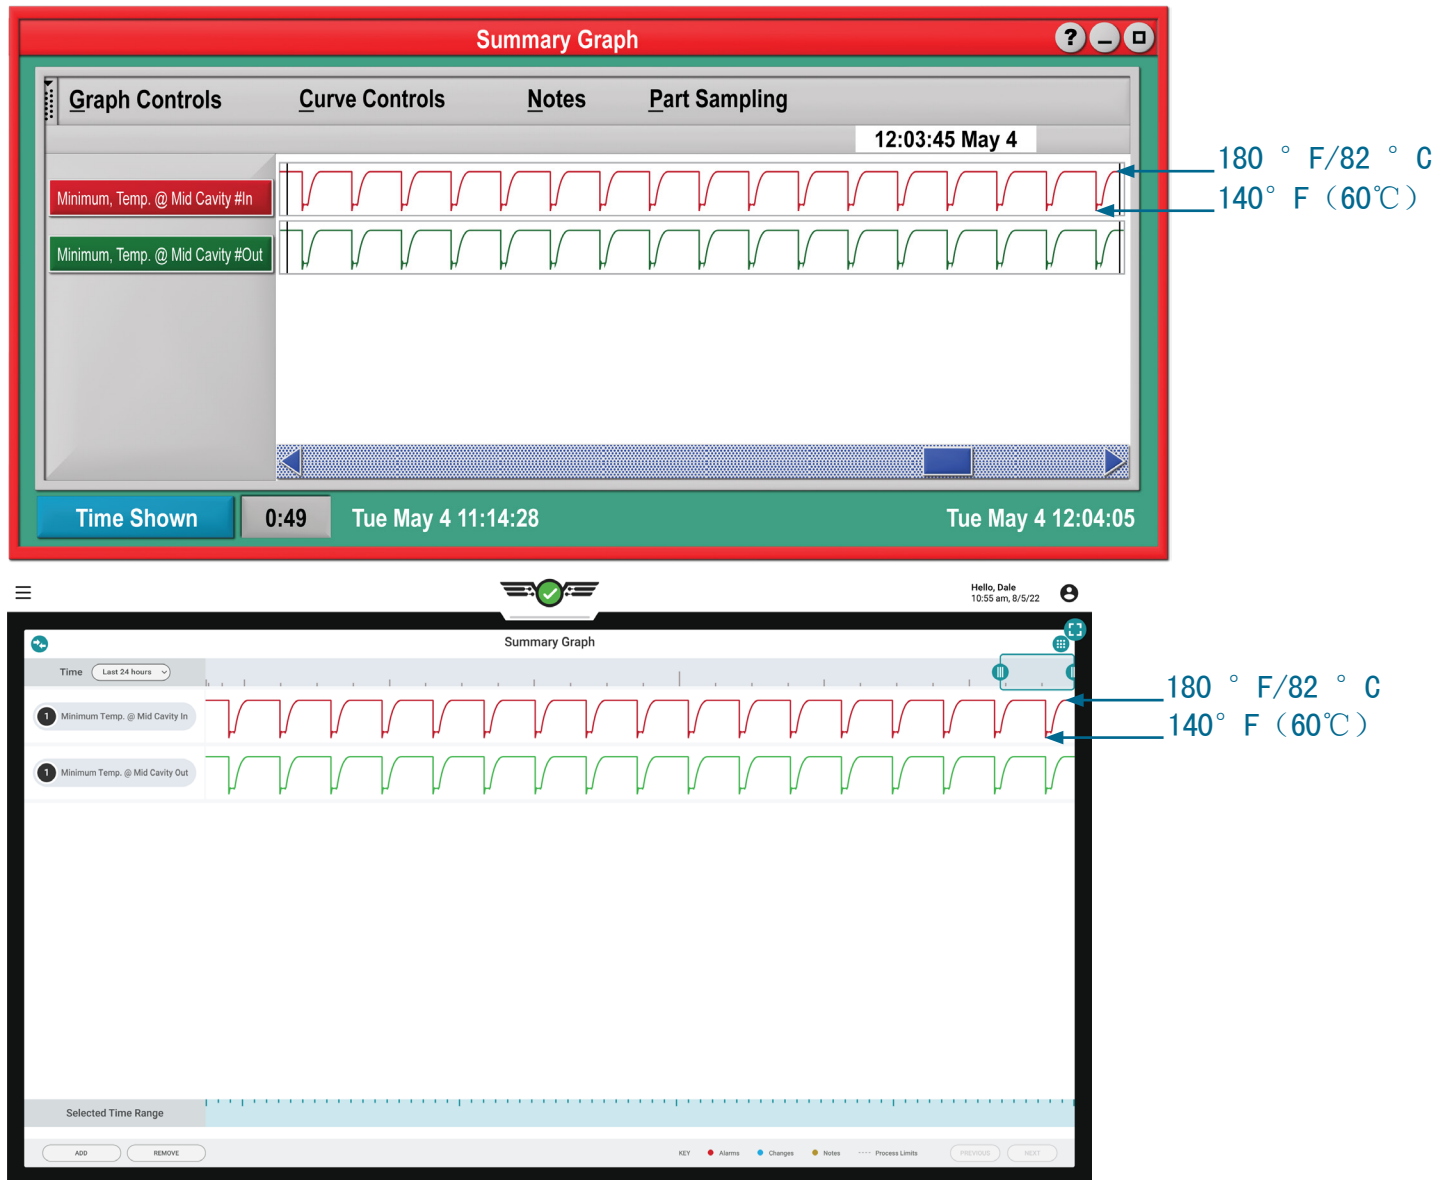 Summary Graph
?
Graph Controls Curve Controls Notes Part Sampling
12:03:45 May 4
180 ° F/82 ° C
140° F（60℃）
Minimum, Temp. @ Mid Cavity #In
Minimum, Temp. @ Mid Cavity #Out
Time Shown 0:49 Tue May 4 11:14:28 Tue May 4 12:04:05
Hello, Dale
10:55 am, 8/5/22
Summary Graph
Time Last 24 hours
180 ° F/82 ° C
140° F（60℃）
1 Minimum Temp. @ Mid Cavity In
1 Minimum Temp. @ Mid Cavity Out
Selected Time Range
ADD REMOVE KEY Alarms Changes Notes Process Limits PREVIOUS NEXT